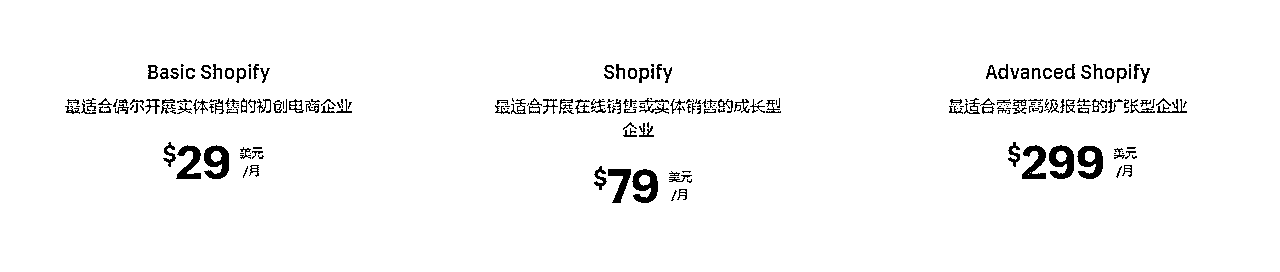 Basic Shopify
最适合偶尔开展实体销售的初创电商企业
$29 美元
/月
Shopify
最适合开展在线销售或实体销售的成长型
企业
$79 美元
/月
Advanced Shopify
最适合需要高级报告的扩张型企业
$299 美元
/月